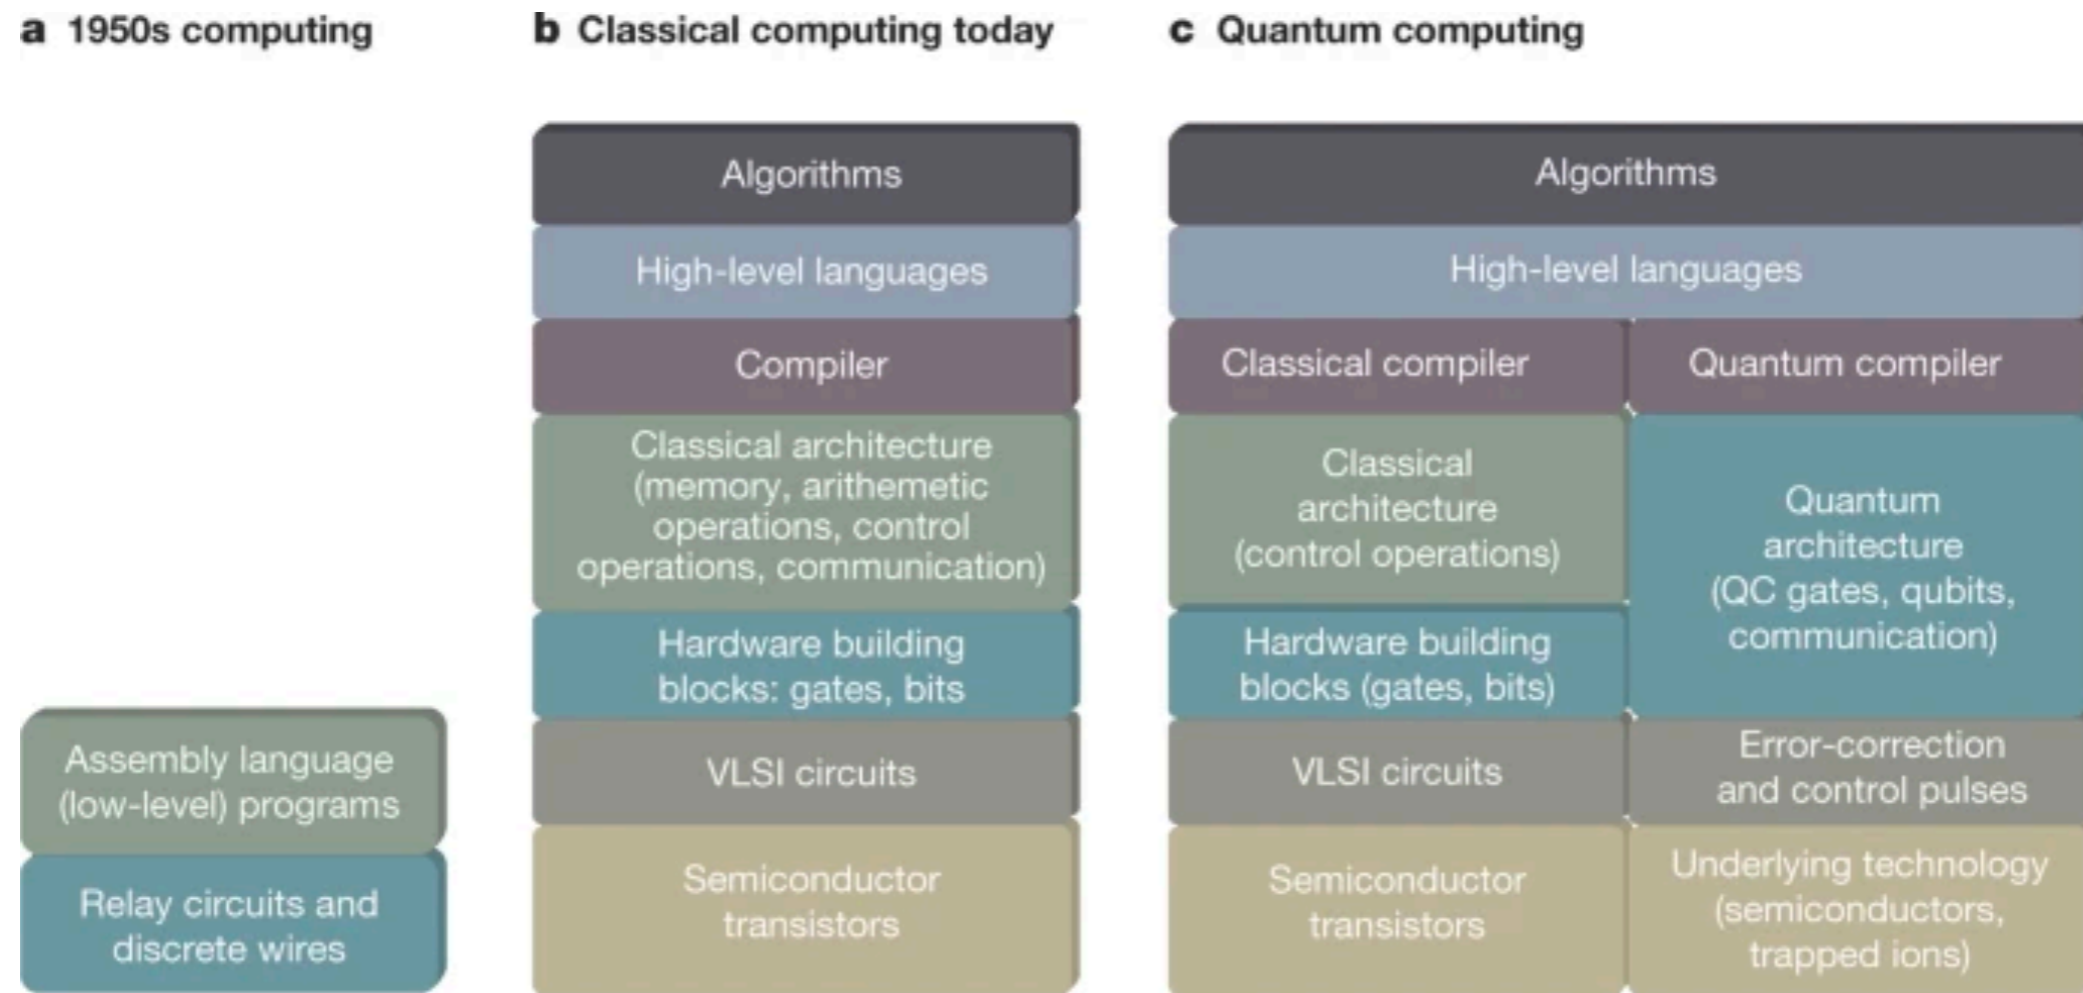 a 1950s computing
Assembly language
(low-level) programs
Relay circuits and
discrete wires
b Classical computing today
Algorithms
High-level languages
Compiler
Classical architecture
(memory, arithemetic
operations, control
operations, communication)
Hardware building
blocks: gates, bits
VLSI circuits
Semiconductor
transistors
c Quantum computing
Algorithms
High-level languages
Classical compiler
Classical
architecture
(control operations)
Hardware building
blocks (gates, bits)
VLSI circuits
Semiconductor
transistors
Quantum compiler
Quantum
architecture
(QC gates, qubits,
communication)
Error-correction
and control pulses
Underlying technology
(semiconductors,
trapped ions)